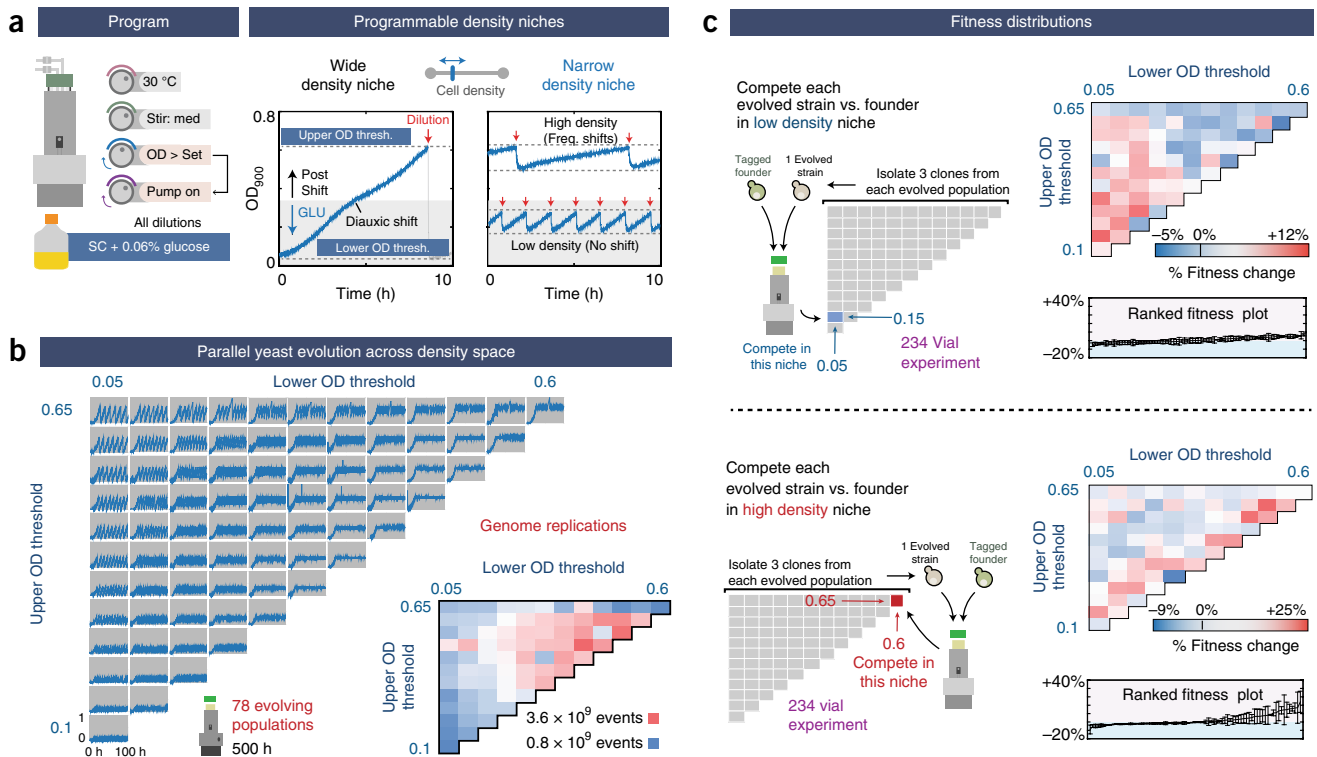 a
Program
30 °C
Stir: med
OD > Set
Pump on
All dilutions
SC + 0.06% glucose
Programmable density niches
Wide
density niche
Cell density
Narrow
density niche
0.8
OD900
0
Upper OD thresh.
Dilution
Post
Shift
GLU
Diauxic shift
Lower OD thresh.
0
10
Time (h)
High density
(Freq. shifts)
Low density (No shift)
0
10
Time (h)
b
Parallel yeast evolution across density space
0.05
Lower OD threshold
0.6
0.65
Upper OD threshold
0.1
1
0
0 h
100 h
78 evolving
populations
500 h
Genome replications
Lower OD threshold
0.05
0.6
0.65
Upper OD
threshold
0.1
3.6 × 10⁹ events
0.8 × 10⁹ events
c
Fitness distributions
Compete each
evolved strain vs. founder
in low density niche
Tagged
founder
1 Evolved
strain
Isolate 3 clones from
each evolved population
0.15
0.05
Compete in
this niche
234 Vial
experiment
Lower OD threshold
0.05
0.6
0.65
Upper OD
threshold
0.1
–5%
0%
+12%
% Fitness change
+40%
Ranked fitness plot
–20%
Compete each
evolved strain vs. founder
in high density niche
Isolate 3 clones from
each evolved population
1 Evolved
strain
Tagged
founder
0.65
0.6
Compete in
this niche
234 vial
experiment
Lower OD threshold
0.05
0.6
0.65
Upper OD
threshold
0.1
–9%
0%
+25%
% Fitness change
+40%
Ranked fitness plot
–20%